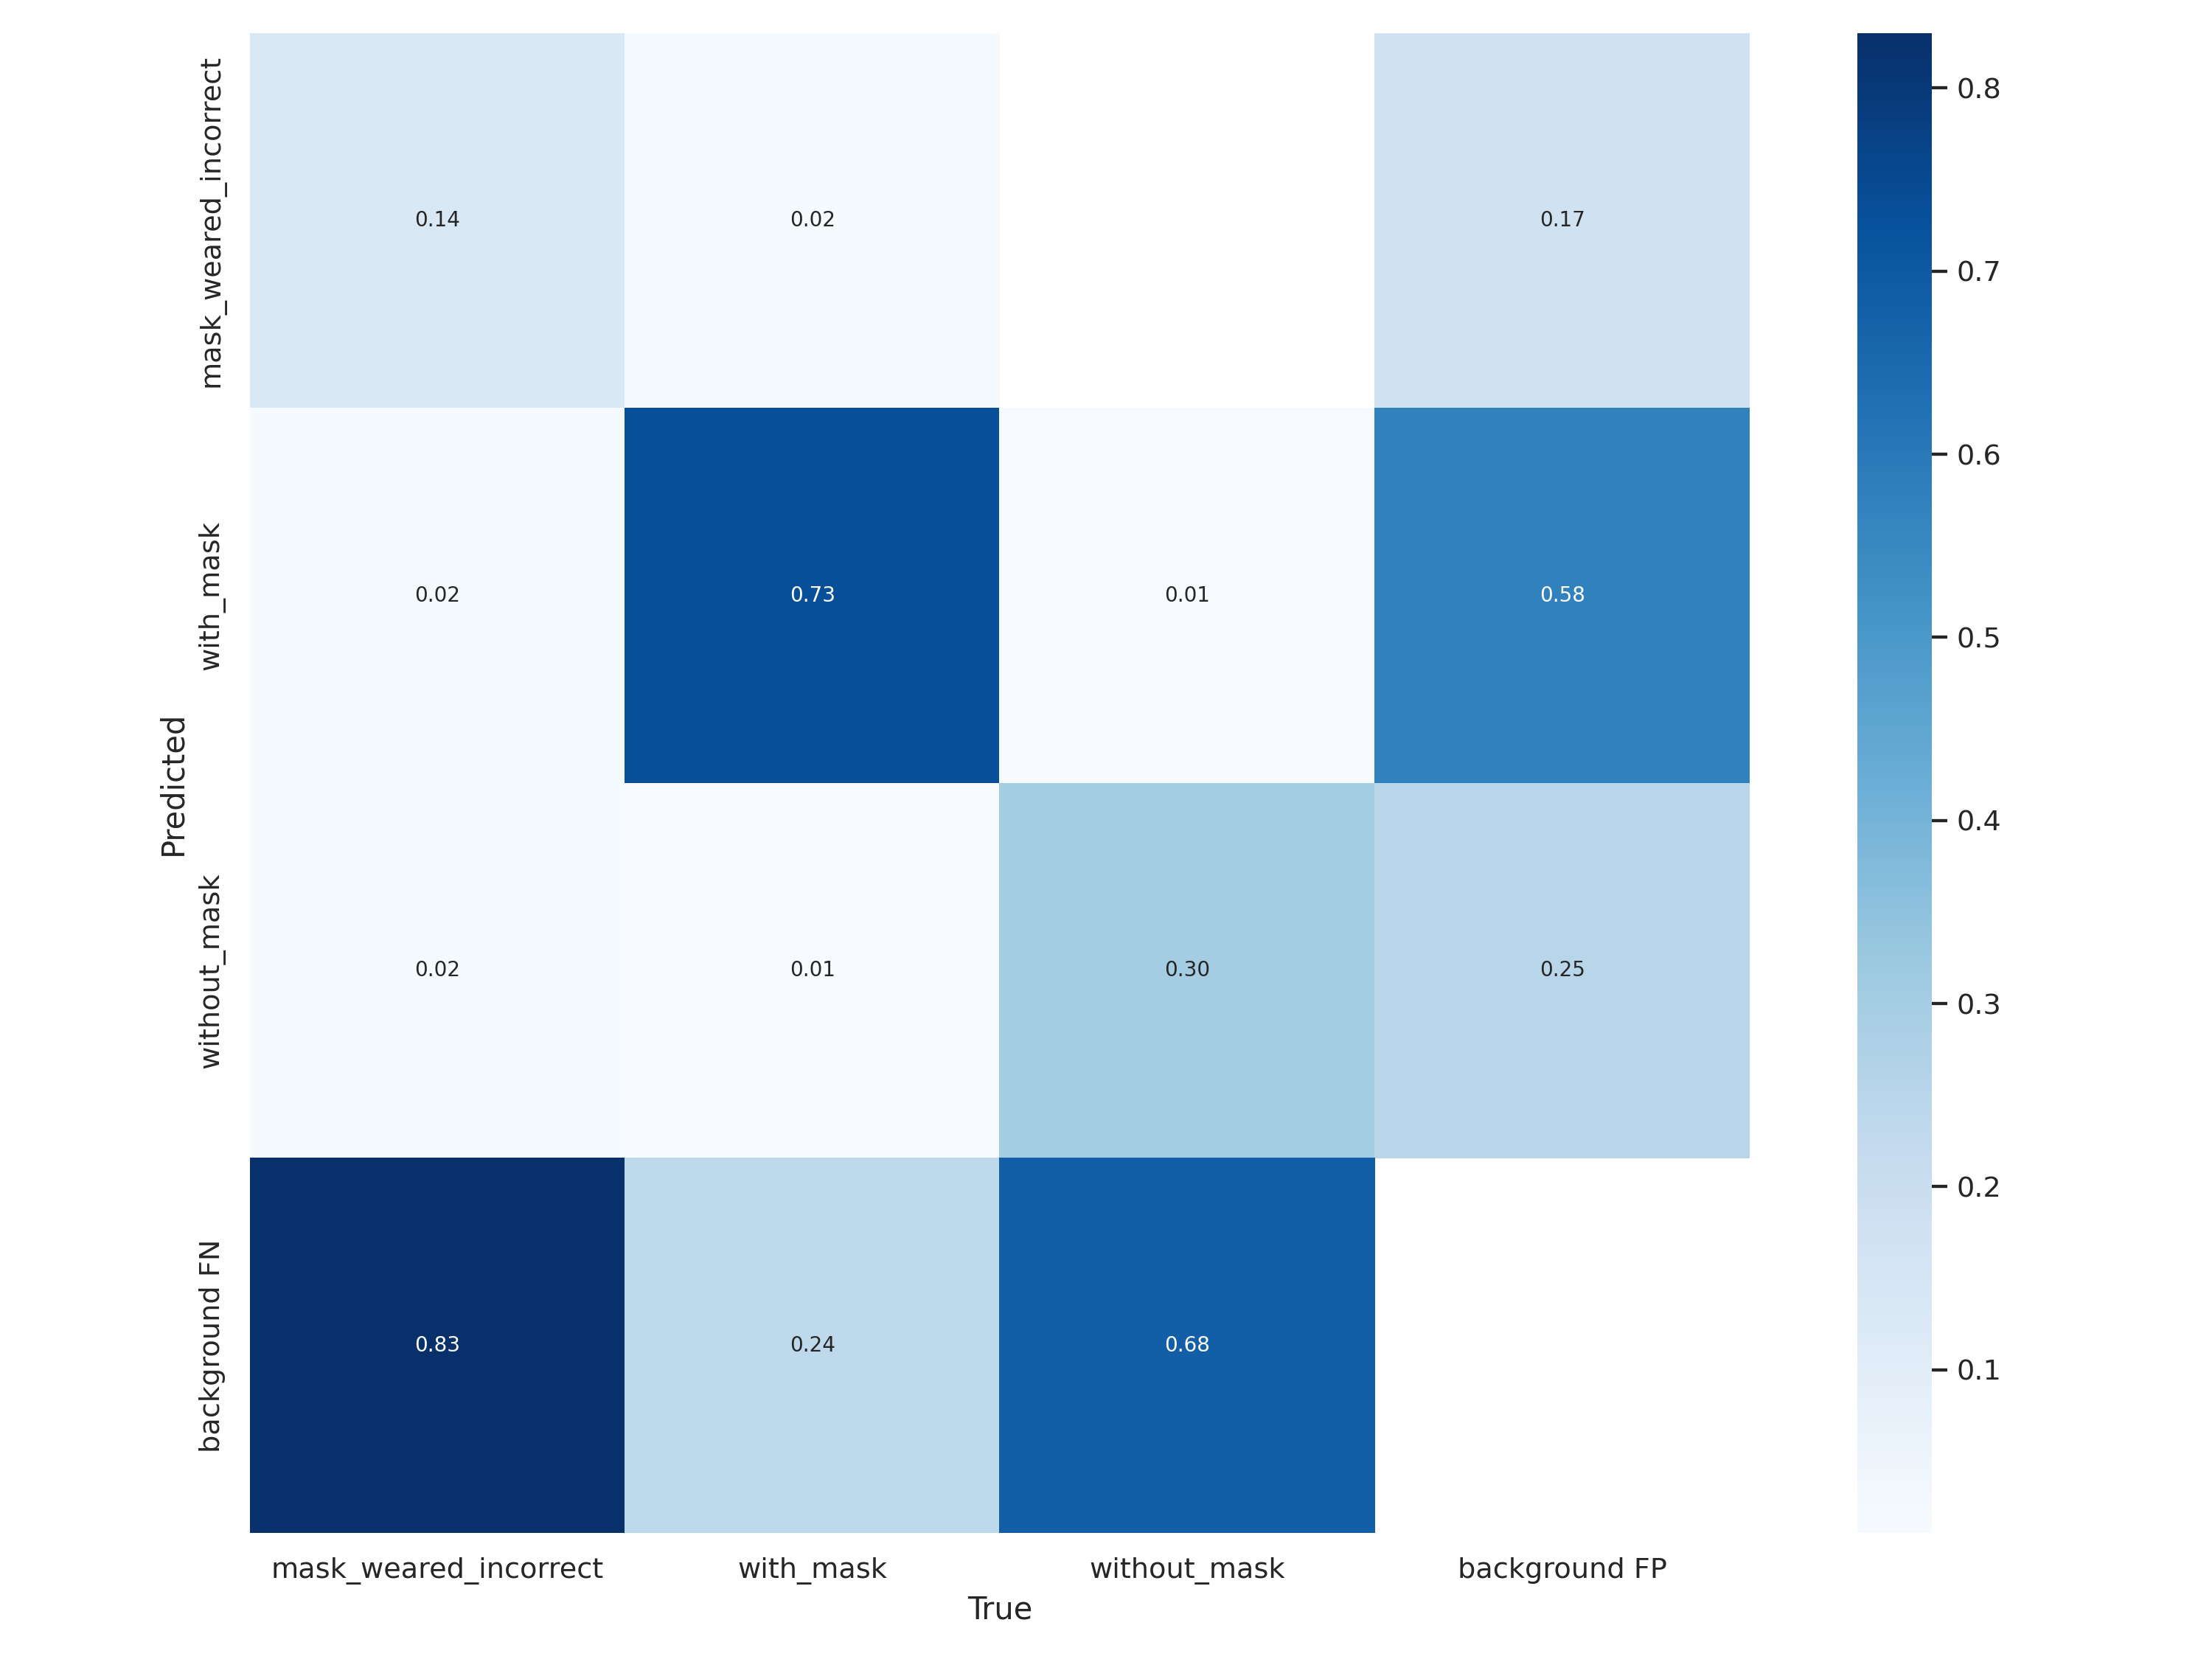 mask_weared_incorrect
with_mask
without_mask
background FN
Predicted
0.14 0.02 0.17
0.02 0.73 0.01 0.58
0.02 0.01 0.30 0.25
0.83 0.24 0.68
mask_weared_incorrect with_mask without_mask background FP
True
0.8
0.7
0.6
0.5
0.4
0.3
0.2
0.1